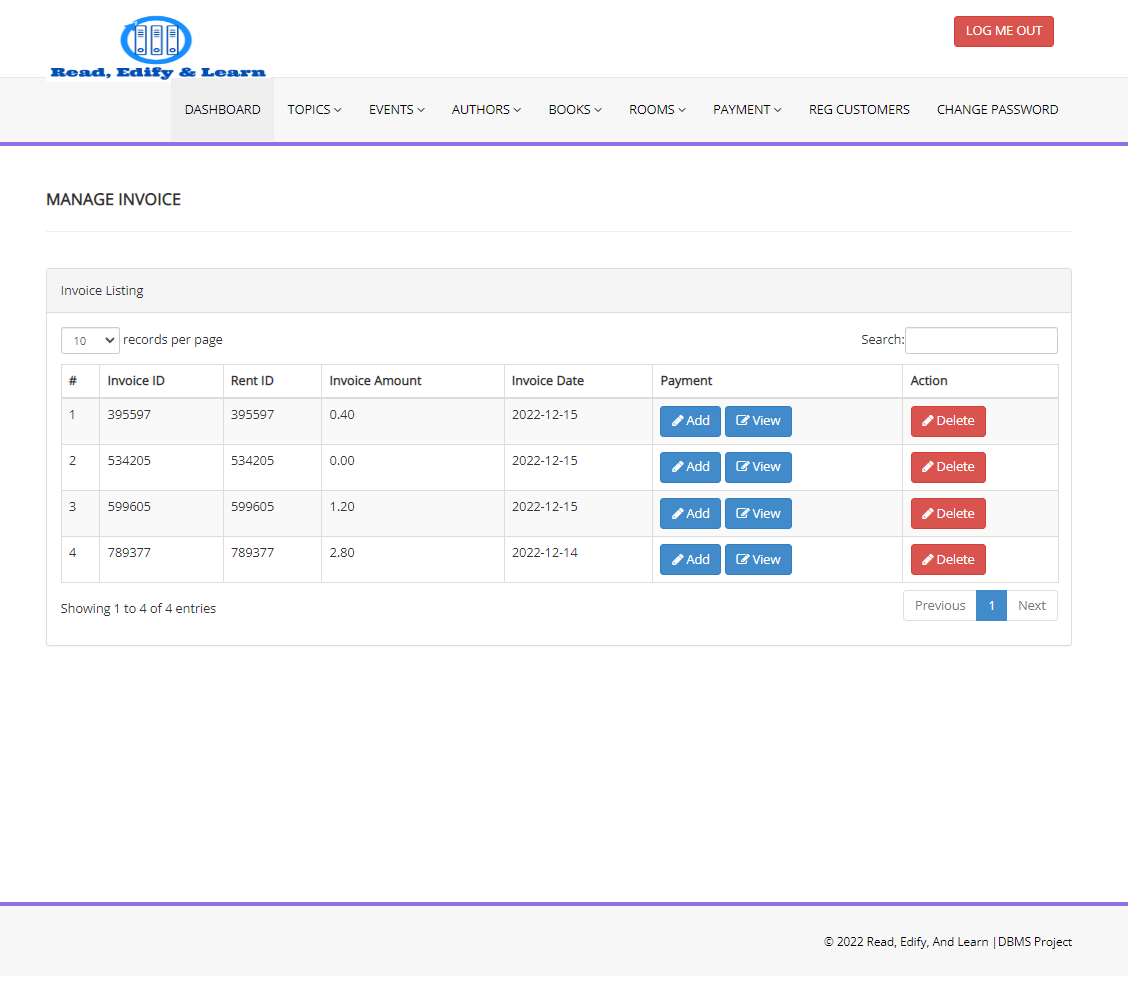 Read, Edify & Learn
LOG ME OUT
DASHBOARD TOPICS EVENTS AUTHORS BOOKS ROOMS PAYMENT REG CUSTOMERS CHANGE PASSWORD
MANAGE INVOICE
Invoice Listing
10 records per page Search:
# Invoice ID Rent ID Invoice Amount Invoice Date Payment Action
1 395597 395597 0.40 2022-12-15 Add View Delete
2 534205 534205 0.00 2022-12-15 Add View Delete
3 599605 599605 1.20 2022-12-15 Add View Delete
4 789377 789377 2.80 2022-12-14 Add View Delete
Showing 1 to 4 of 4 entries Previous 1 Next
© 2022 Read, Edify, And Learn |DBMS Project